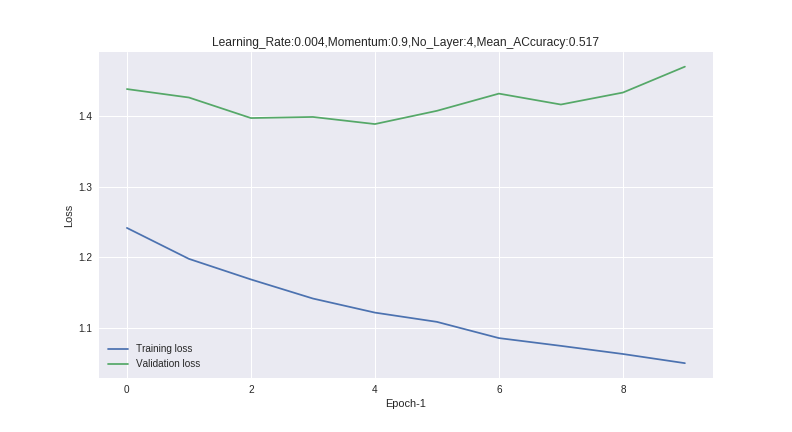 Learning_Rate:0.004,Momentum:0.9,No_Layer:4,Mean_ACcuracy:0.517
1.4
1.3
1.2
1.1
Loss
Training loss
Validation loss
0 2 4 6 8
Epoch-1